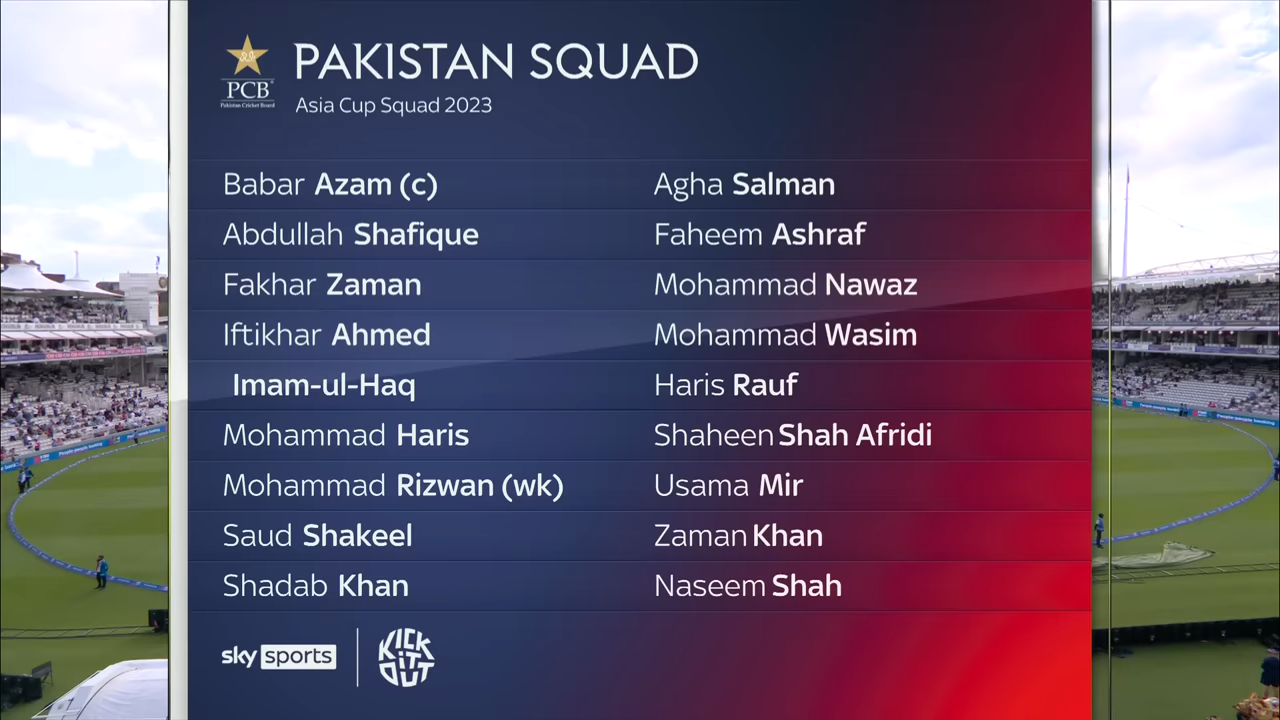 PCB
Pakistan Cricket Board
PAKISTAN SQUAD
Asia Cup Squad 2023
Babar Azam (c)
Abdullah Shafique
Fakhar Zaman
Iftikhar Ahmed
Imam-ul-Haq
Mohammad Haris
Mohammad Rizwan (wk)
Saud Shakeel
Shadab Khan
Agha Salman
Faheem Ashraf
Mohammad Nawaz
Mohammad Wasim
Haris Rauf
Shaheen Shah Afridi
Usama Mir
Zaman Khan
Naseem Shah
sky sports
KICK
IT
OUT